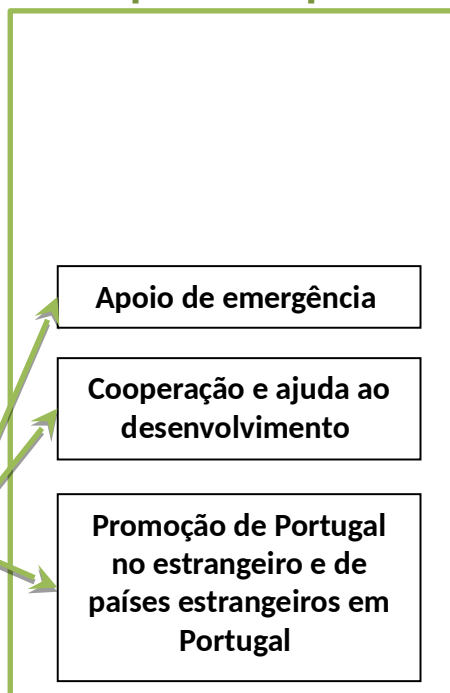 Apoio de emergência
Cooperação e ajuda ao
desenvolvimento
Promoção de Portugal
no estrangeiro e de
países estrangeiros em
Portugal